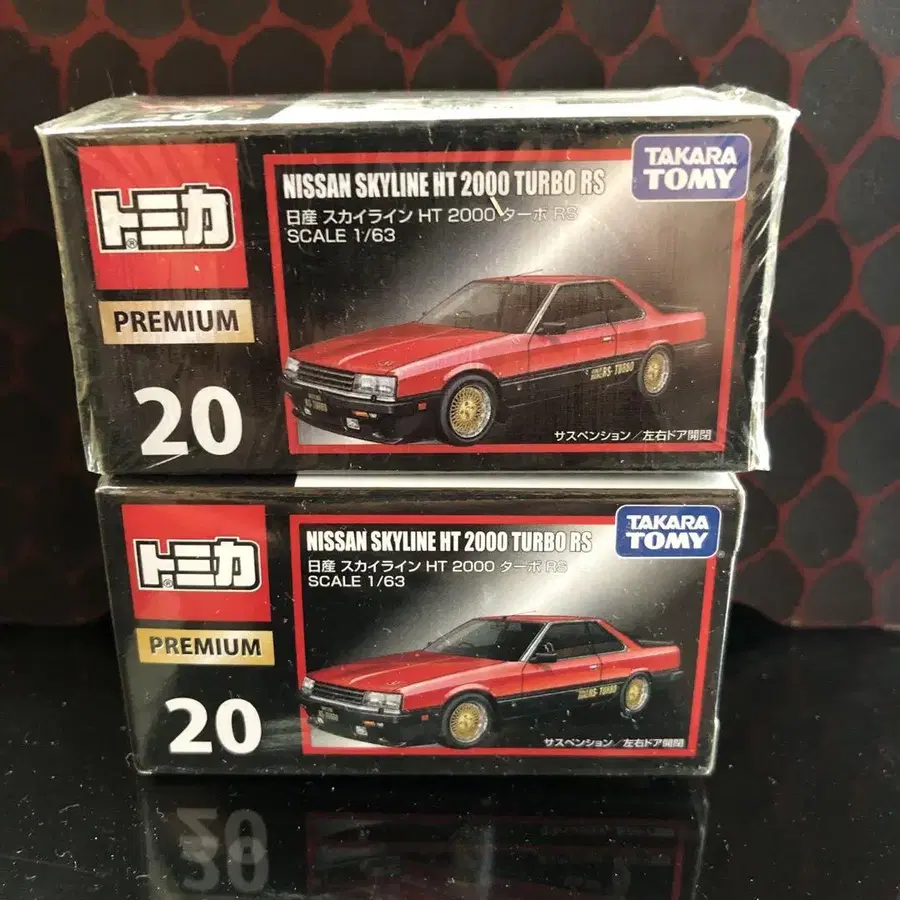 トミカ®
PREMIUM
20
NISSAN SKYLINE HT 2000 TURBO RS
日産 スカイライン HT 2000 ターボ RS
SCALE 1/63
TAKARA
TOMY
サスペンション／左右ドア開閉
トミカ®
PREMIUM
20
NISSAN SKYLINE HT 2000 TURBO RS
日産 スカイライン HT 2000 ターボ RS
SCALE 1/63
TAKARA
TOMY
サスペンション／左右ドア開閉